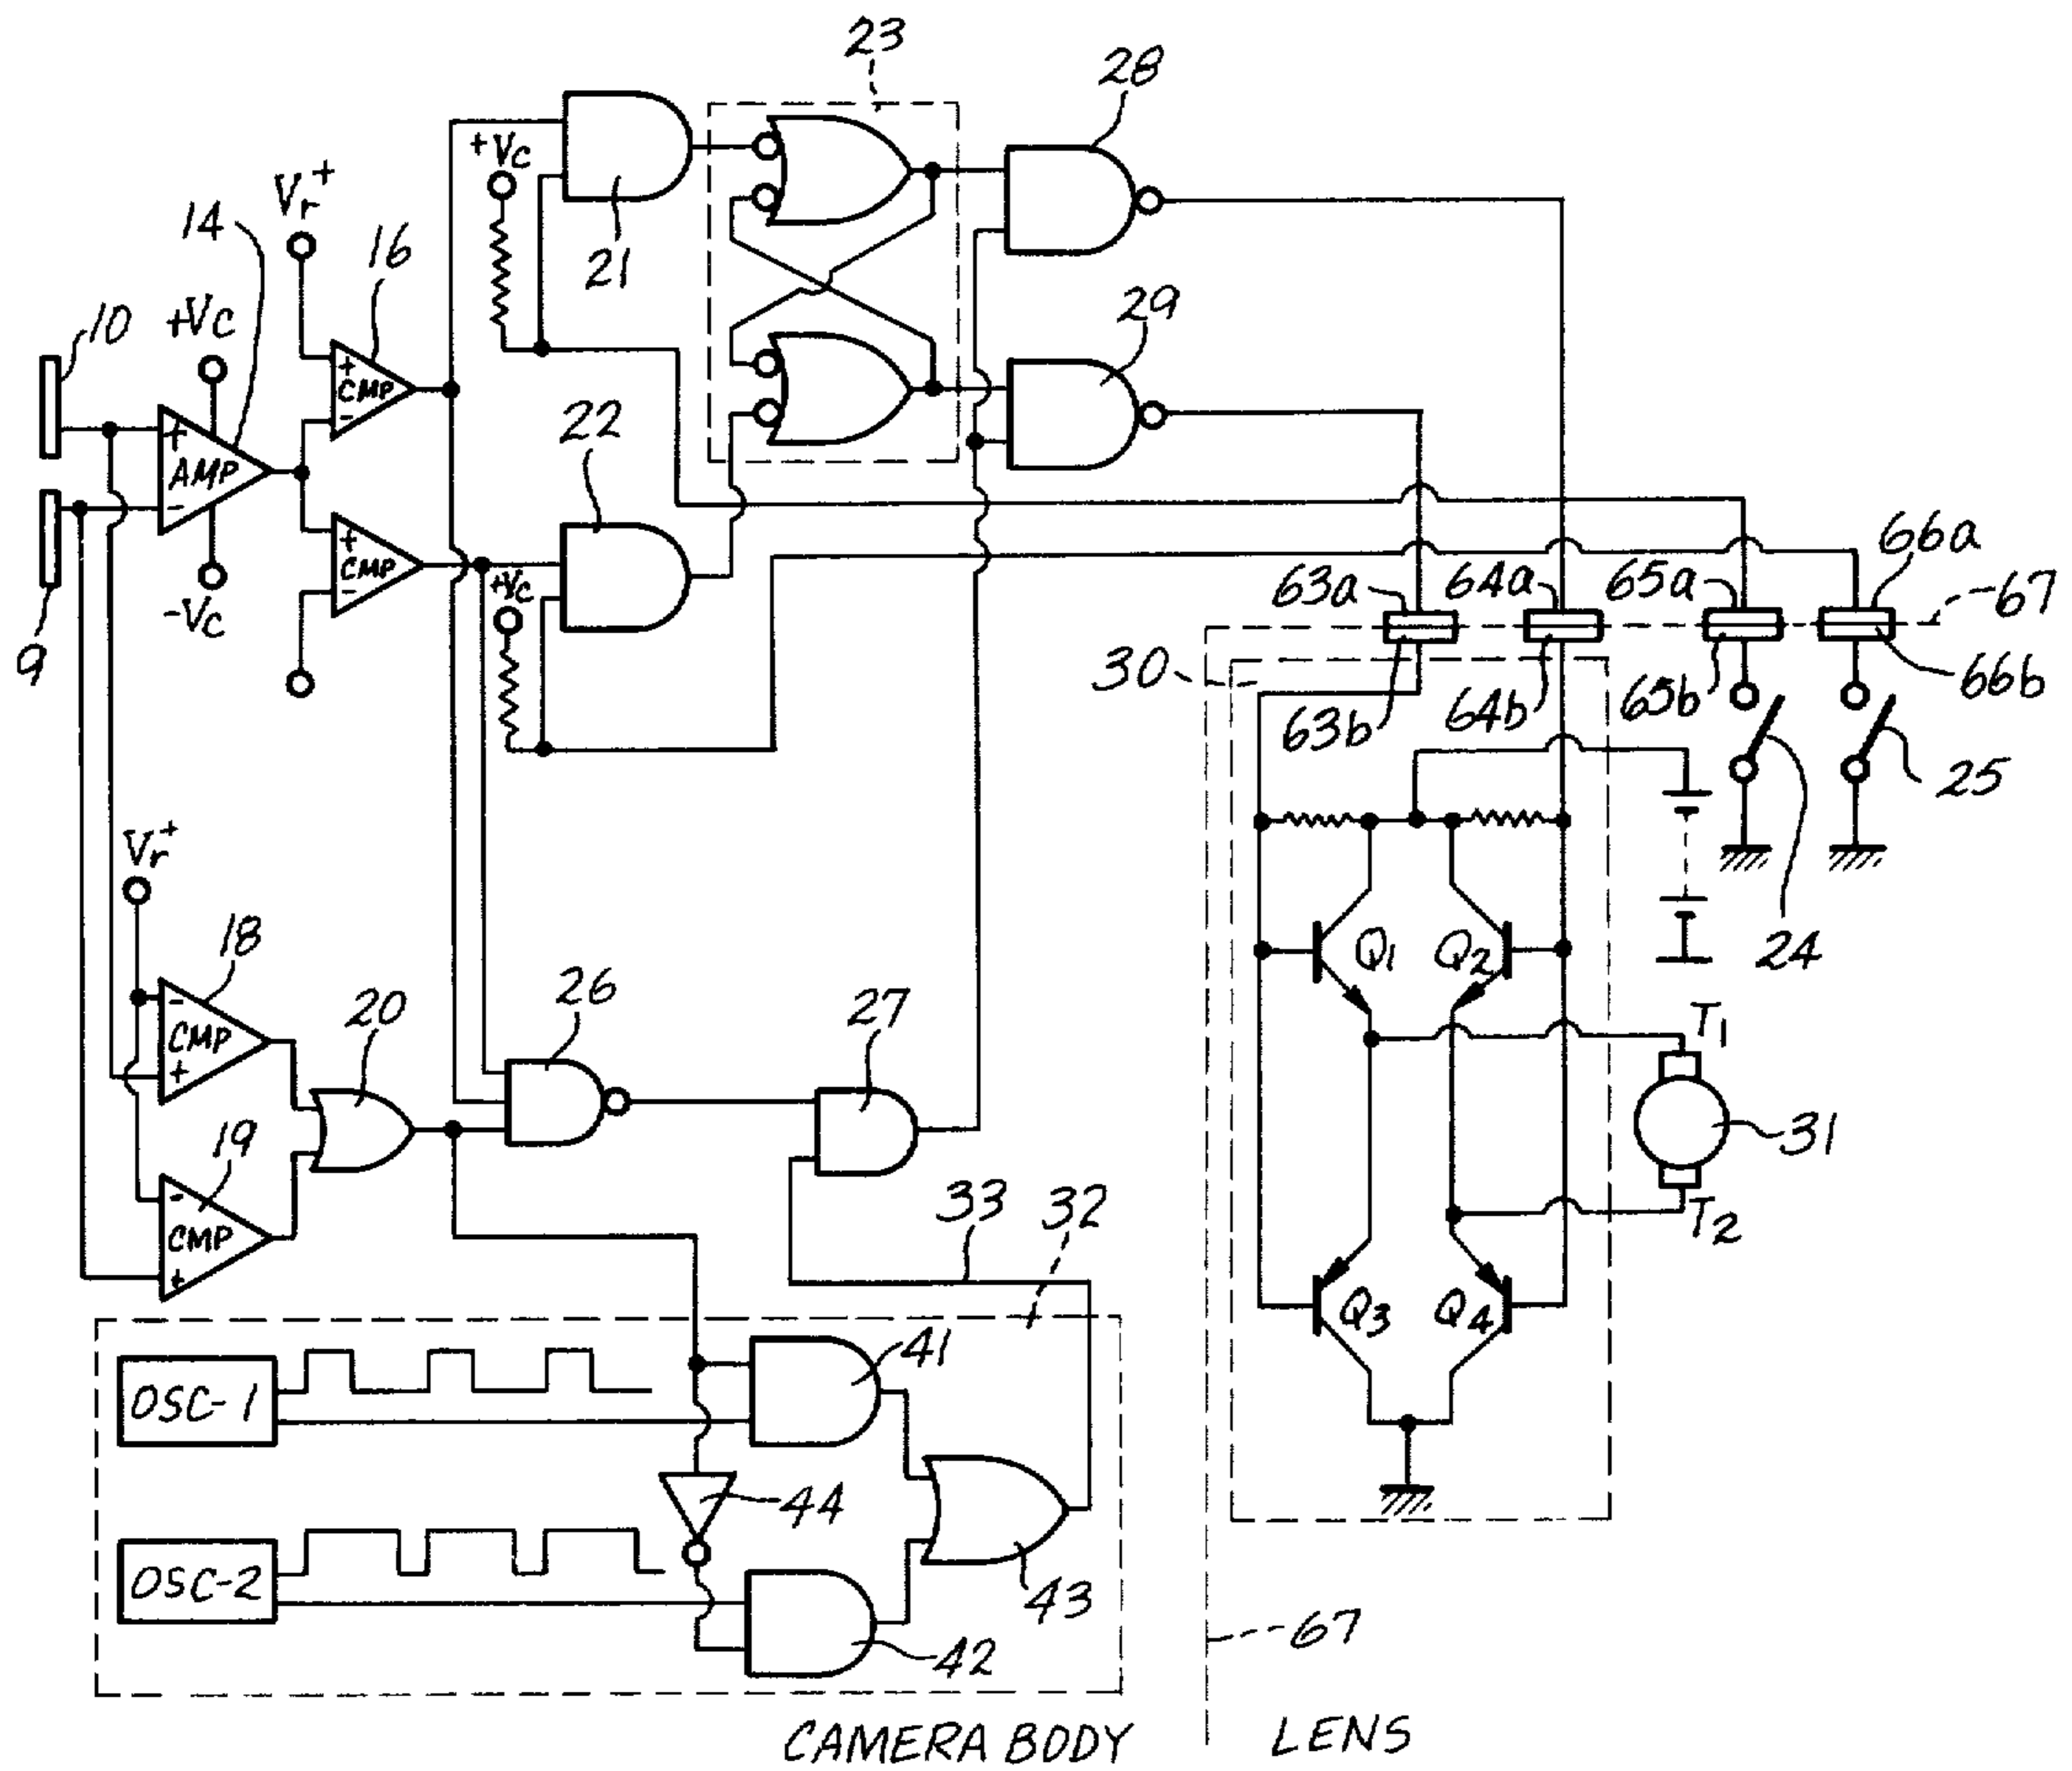 23
28
+Vc
Vr+
14
16
21
10
+Vc
29
+
CMP
-
22
+
AMP
-
+
CMP
-
66a
64a
65a
63a
67
+Vc
-Vc
9
30
66b
65b
64b
63b
25
Vr+
24
18
Q1
Q2
26
27
20
T1
-
CMP
+
31
19
33
32
T2
-
CMP
+
Q3
Q4
41
OSC-1
44
OSC-2
43
67
42
CAMERA BODY
LENS